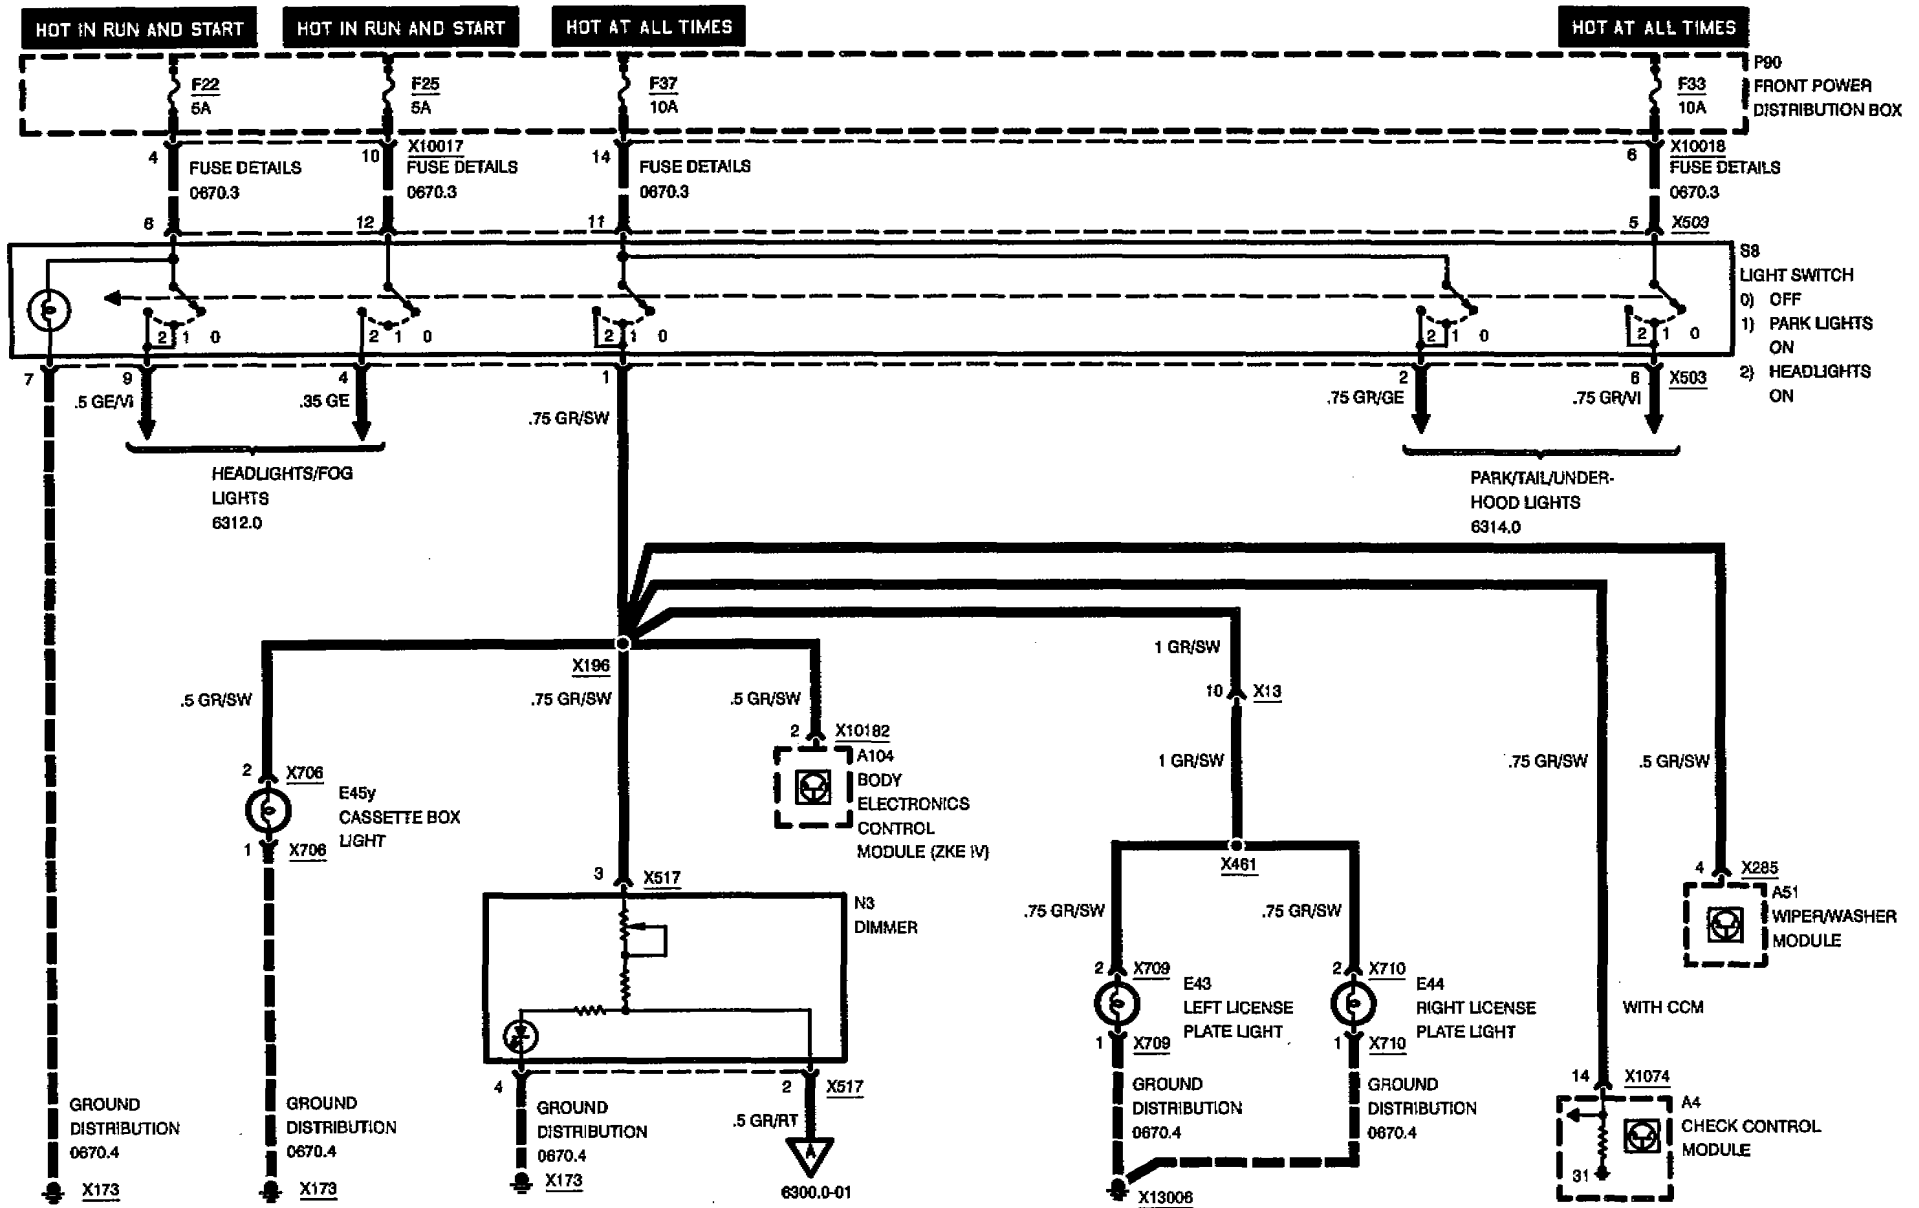 HOT IN RUN AND START
HOT IN RUN AND START
HOT AT ALL TIMES
HOT AT ALL TIMES
F22
5A
F25
5A
F37
10A
F33
10A
P90
FRONT POWER
DISTRIBUTION BOX
4
FUSE DETAILS
0670.3
10
X10017
FUSE DETAILS
0670.3
14
FUSE DETAILS
0670.3
6
X10018
FUSE DETAILS
0670.3
6
12
11
5
X503
S8
LIGHT SWITCH
0) OFF
1) PARK LIGHTS
ON
2) HEADLIGHTS
ON
2 1 0
2 1 0
2 1 0
2 1 0
2 1 0
7
9
4
1
2
6
X503
.5 GE/VI
.35 GE
.75 GR/SW
.75 GR/GE
.75 GR/VI
HEADLIGHTS/FOG
LIGHTS
6312.0
PARK/TAIL/UNDER-
HOOD LIGHTS
6314.0
X196
.5 GR/SW
.75 GR/SW
.5 GR/SW
1 GR/SW
10
X13
1 GR/SW
.75 GR/SW
.5 GR/SW
2
X10182
A104
BODY
ELECTRONICS
CONTROL
MODULE (ZKE IV)
2
X706
E45y
CASSETTE BOX
LIGHT
1
X706
3
X517
N3
DIMMER
X461
.75 GR/SW
.75 GR/SW
4
X285
A51
WIPER/WASHER
MODULE
2
X709
E43
LEFT LICENSE
PLATE LIGHT
1
X709
2
X710
E44
RIGHT LICENSE
PLATE LIGHT
1
X710
WITH CCM
14
X1074
A4
CHECK CONTROL
MODULE
31
4
2
X517
.5 GR/RT
A
6300.0-01
GROUND
DISTRIBUTION
0670.4
X173
GROUND
DISTRIBUTION
0670.4
X173
GROUND
DISTRIBUTION
0670.4
X173
GROUND
DISTRIBUTION
0670.4
GROUND
DISTRIBUTION
0670.4
X13006